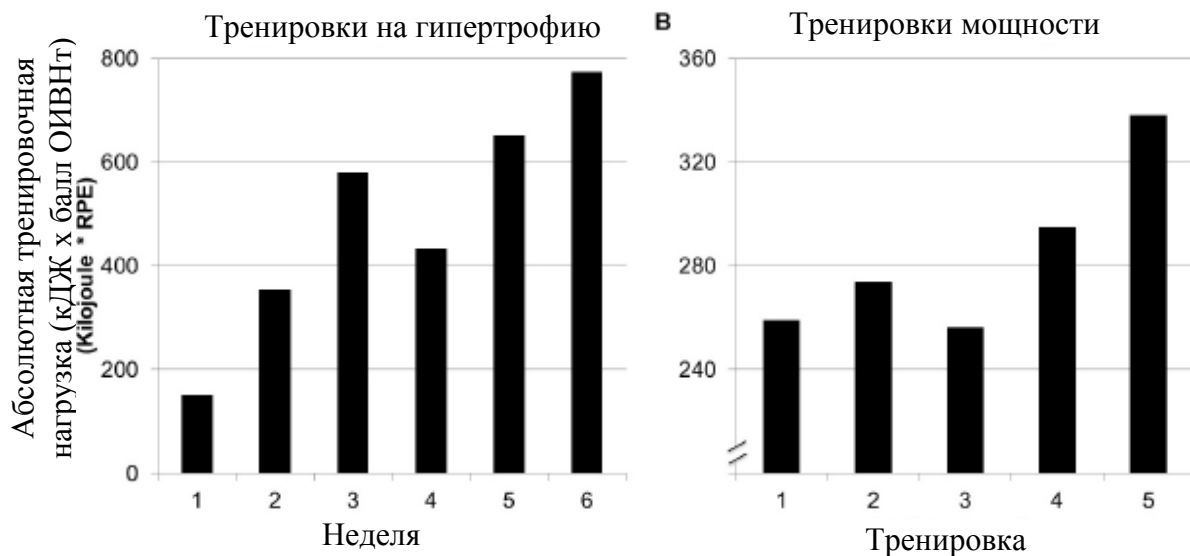 Тренировки на гипертрофию
Абсолютная тренировочная
нагрузка (кДЖ х балл ОИВНт)
(Kilojoule * RPE)
800
600
400
200
0
1 2 3 4 5 6
Неделя
B Тренировки мощности
360
320
280
240
1 2 3 4 5
Тренировка